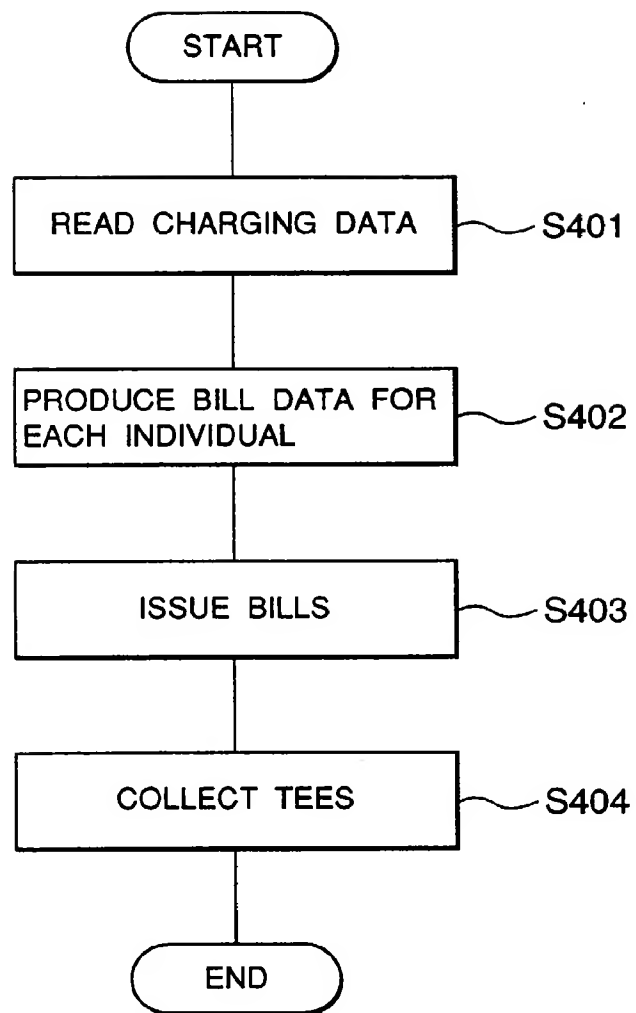 START
READ CHARGING DATA
S401
PRODUCE BILL DATA FOR
EACH INDIVIDUAL
S402
ISSUE BILLS
S403
COLLECT TEES
S404
END